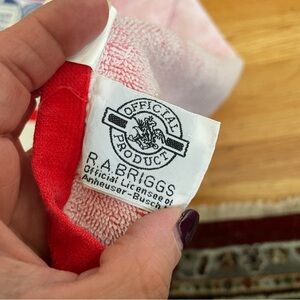 OFFICIAL
PRODUCT
R.A.BRIGGS
Official Licensee of
Anheuser-Busch